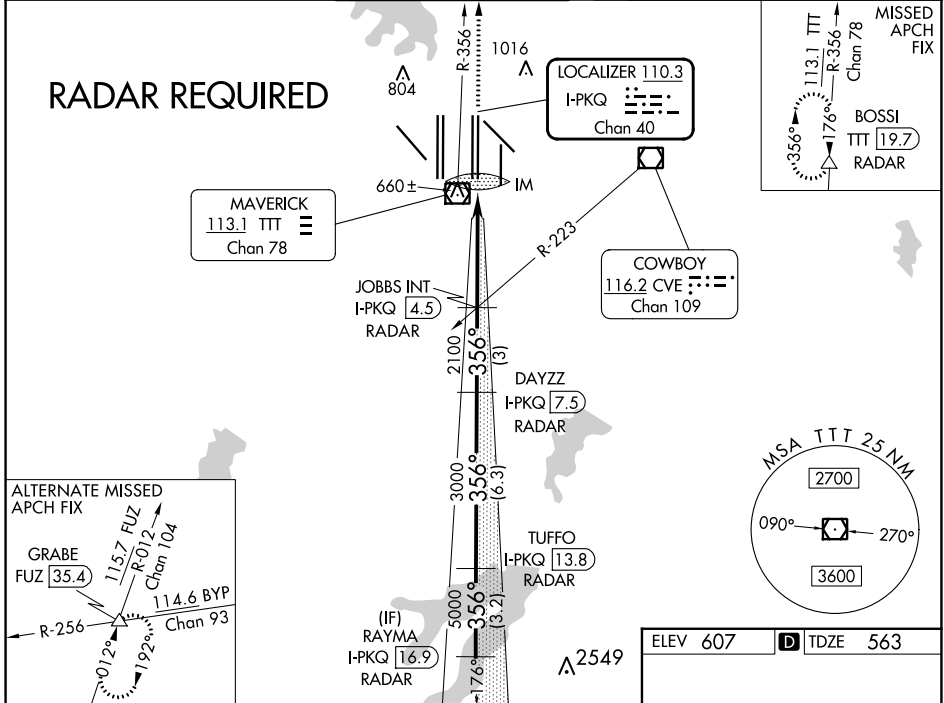 RADAR REQUIRED
804
R-356
1016
LOCALIZER 110.3
I-PKQ
Chan 40
MISSED
APCH
FIX
113.1 TTT
R-356
Chan 78
356°
176°
BOSSI
TTT 19.7
RADAR
660 ±
IM
MAVERICK
113.1 TTT
Chan 78
R-223
COWBOY
116.2 CVE
Chan 109
JOBBS INT
I-PKQ 4.5
RADAR
2100
356°
(3)
DAYZZ
I-PKQ 7.5
RADAR
3000
356°
(6.3)
TUFFO
I-PKQ 13.8
RADAR
5000
356°
(3.2)
(IF)
RAYMA
I-PKQ 16.9
RADAR
176°
2549
MSA TTT 25 NM
2700
090°
270°
3600
ALTERNATE MISSED
APCH FIX
GRABE
FUZ 35.4
115.7 FUZ
R-012
Chan 104
114.6 BYP
Chan 93
R-256
012°
192°
ELEV 607 D TDZE 563